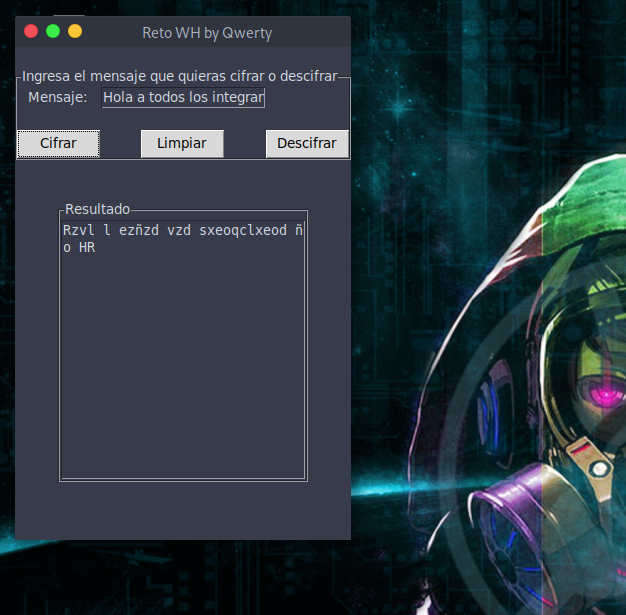 Reto WH by Qwerty
Ingresa el mensaje que quieras cifrar o descifrar
Mensaje: Hola a todos los integrar
Cifrar Limpiar Descifrar
Resultado
Rzvl l ezñzd vzd sxeoqclxeod ñ
o HR